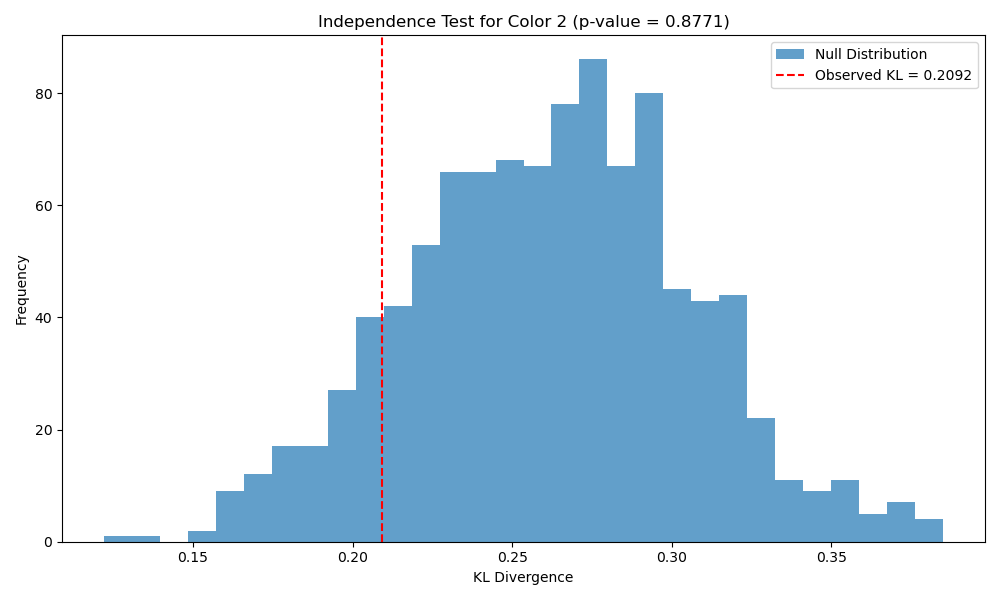 Independence Test for Color 2 (p-value = 0.8771)
Null Distribution
Observed KL = 0.2092
Frequency
80
60
40
20
0
0.15 0.20 0.25 0.30 0.35
KL Divergence